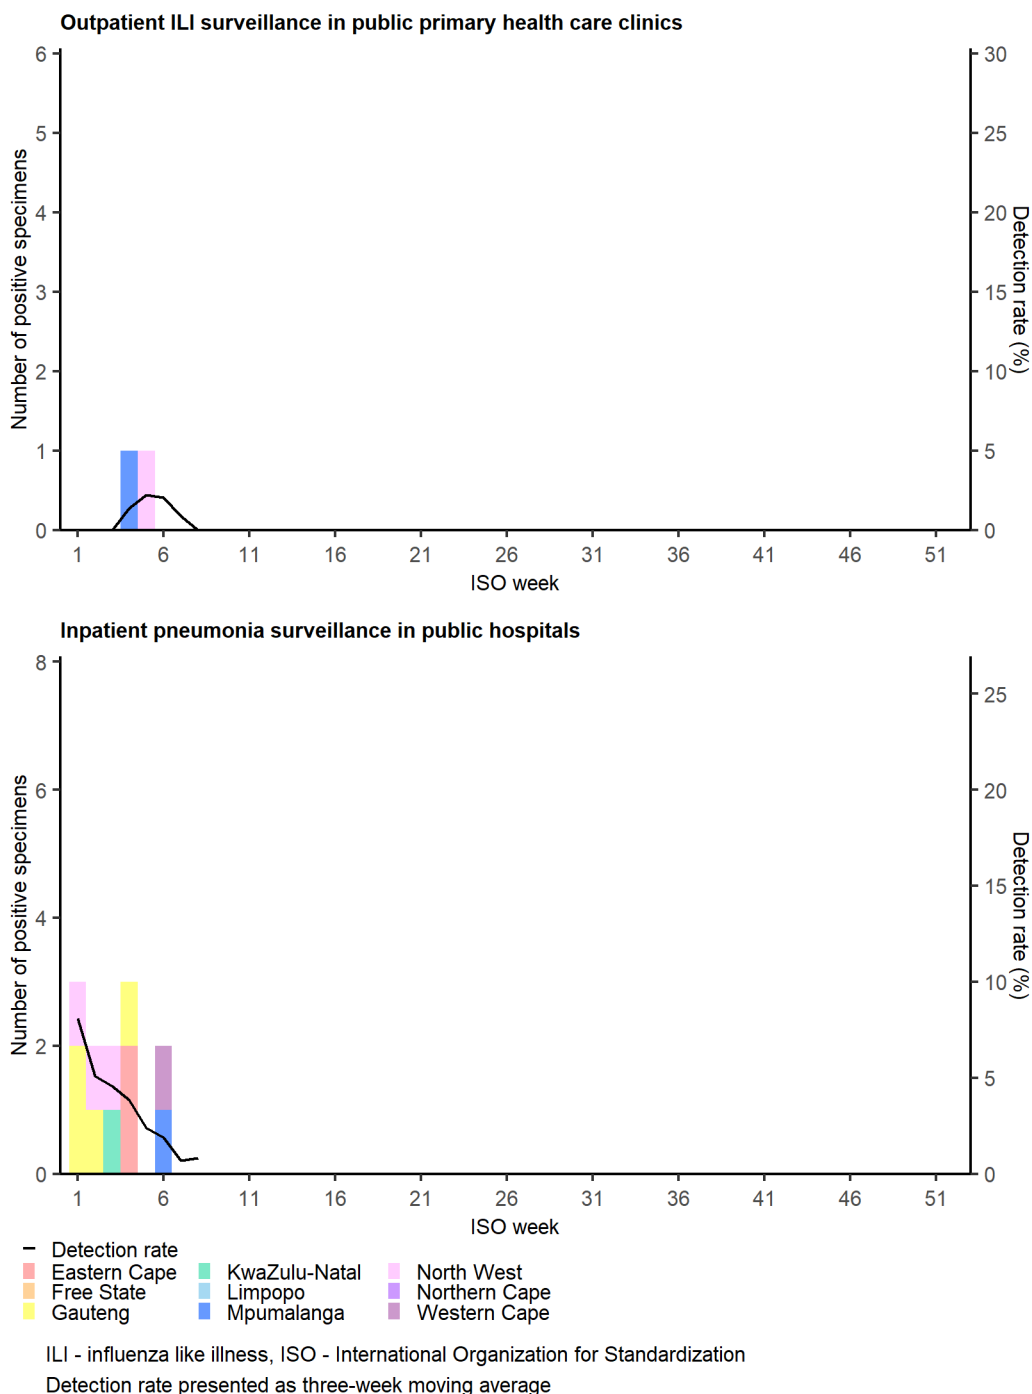 Outpatient ILI surveillance in public primary health care clinics
6
5
4
3
2
1
0
Number of positive specimens
30
25
20
15
10
5
0
Detection rate (%)
1 6 11 16 21 26 31 36 41 46 51
ISO week
Inpatient pneumonia surveillance in public hospitals
8
6
4
2
0
Number of positive specimens
25
20
15
10
5
0
Detection rate (%)
1 6 11 16 21 26 31 36 41 46 51
ISO week
Detection rate
Eastern Cape KwaZulu-Natal North West
Free State Limpopo Northern Cape
Gauteng Mpumalanga Western Cape
ILI - influenza like illness, ISO - International Organization for Standardization
Detection rate presented as three-week moving average